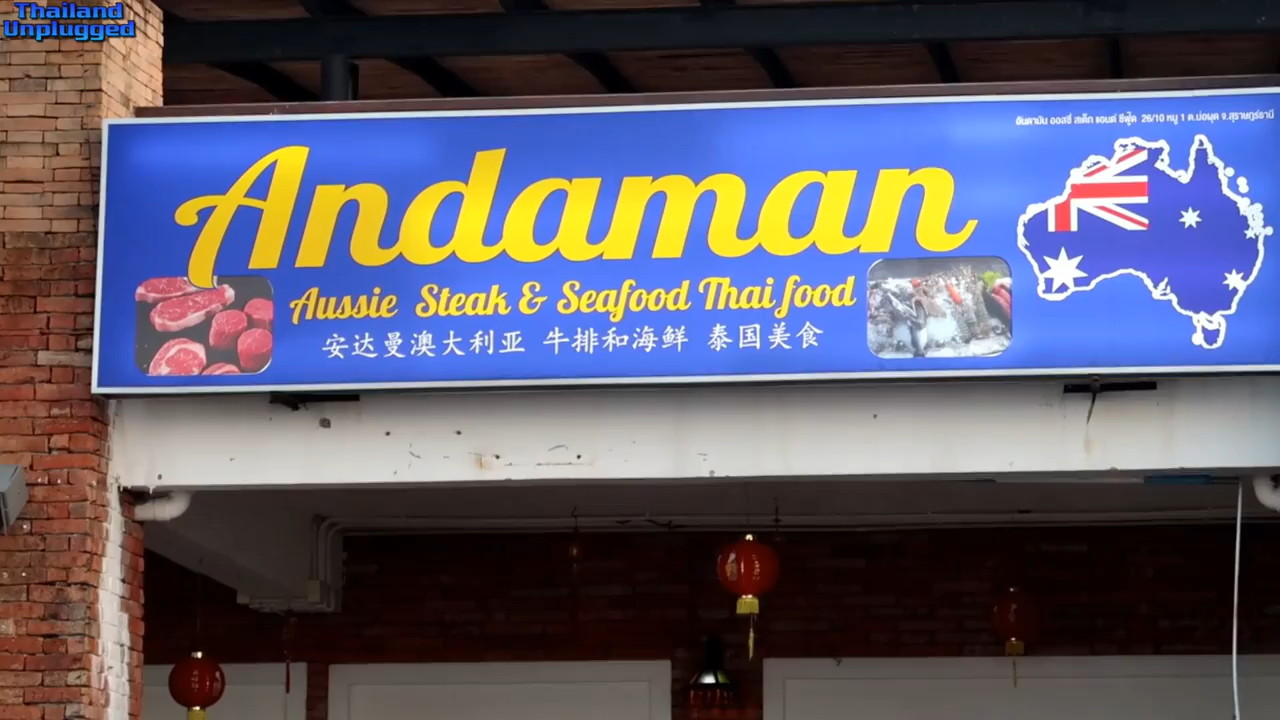 Thailand
Unplugged
อันดามัน ออสซี่ สเต็ก แอนด์ ซีฟู้ด 26/10 หมู่ 1 ต.บ่อผุด จ.สุราษฎร์ธานี
Andaman
Aussie Steak & Seafood Thai food
安达曼澳大利亚 牛排和海鲜 泰国美食